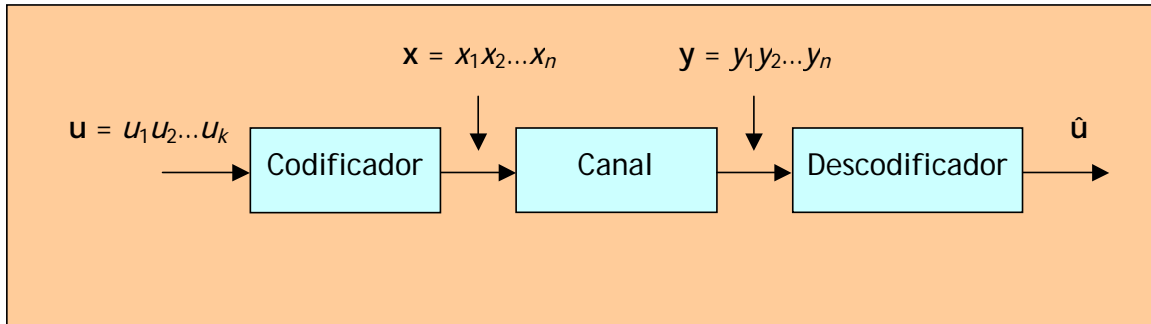 x = x₁x₂...xₙ
y = y₁y₂...yₙ
u = u₁u₂...uₖ
û
Codificador
Canal
Descodificador